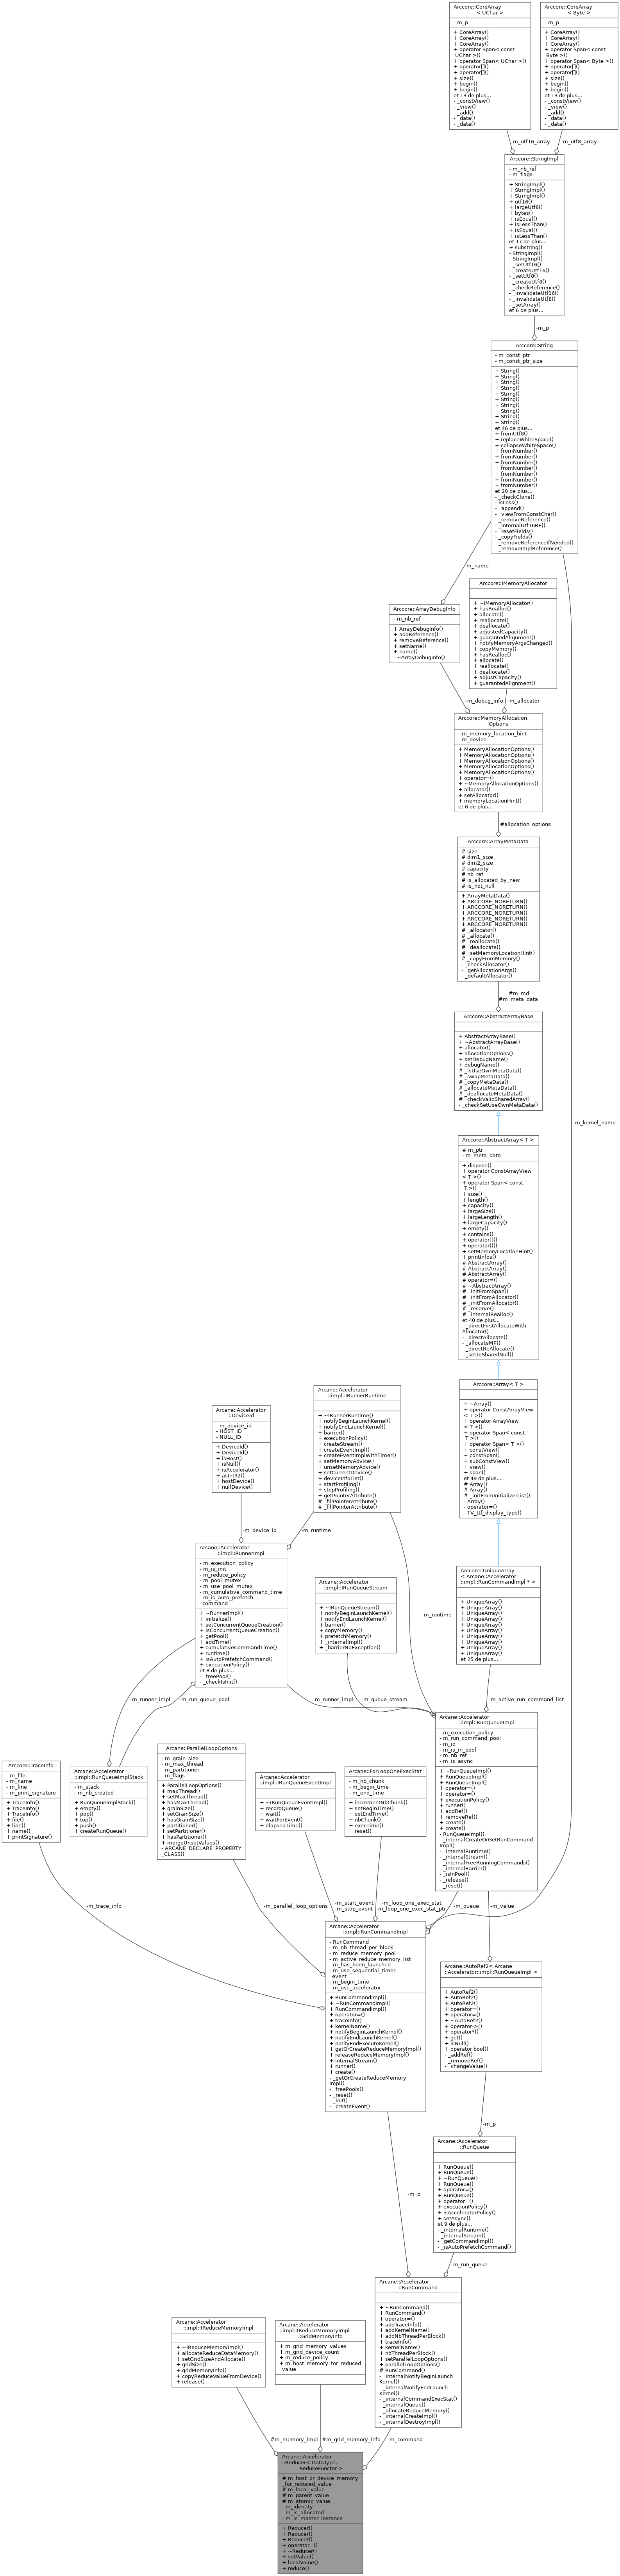 Arccore::CoreArray
< UChar >
- m_p
+ CoreArray()
+ CoreArray()
+ CoreArray()
+ operator Span< const
UChar >()
+ operator Span< UChar >()
+ operator[]()
+ operator[]()
+ size()
+ begin()
+ begin()
et 13 de plus...
- _constView()
- _view()
- _add()
- _data()
- _data()
Arccore::CoreArray
< Byte >
- m_p
+ CoreArray()
+ CoreArray()
+ CoreArray()
+ operator Span< const
Byte >()
+ operator Span< Byte >()
+ operator[]()
+ operator[]()
+ size()
+ begin()
+ begin()
et 13 de plus...
- _constView()
- _view()
- _add()
- _data()
- _data()
-m_utf16_array
-m_utf8_array
Arccore::StringImpl
- m_nb_ref
- m_flags
+ StringImpl()
+ StringImpl()
+ StringImpl()
+ utf16()
+ largeUtf8()
+ bytes()
+ isEqual()
+ isLessThan()
+ isEqual()
+ isLessThan()
et 17 de plus...
+ substring()
- StringImpl()
- StringImpl()
- _setUtf16()
- _createUtf16()
- _setUtf8()
- _createUtf8()
- _checkReference()
- _invalidateUtf16()
- _invalidateUtf8()
- _setArray()
et 6 de plus...
-m_p
Arccore::String
- m_const_ptr
- m_const_ptr_size
+ String()
+ String()
+ String()
+ String()
+ String()
+ String()
+ String()
+ String()
+ String()
+ String()
et 46 de plus...
+ fromUtf8()
+ replaceWhiteSpace()
+ collapseWhiteSpace()
+ fromNumber()
+ fromNumber()
+ fromNumber()
+ fromNumber()
+ fromNumber()
+ fromNumber()
+ fromNumber()
et 20 de plus...
- _checkClone()
- isLess()
- _append()
- _viewFromConstChar()
- _removeReference()
- _internalUtf16BE()
- _resetFields()
- _copyFields()
- _removeReferenceIfNeeded()
- _removeImplReference()
-m_name
Arccore::ArrayDebugInfo
- m_nb_ref
+ ArrayDebugInfo()
+ addReference()
+ removeReference()
+ setName()
+ name()
- ~ArrayDebugInfo()
Arccore::IMemoryAllocator
+ ~IMemoryAllocator()
+ hasRealloc()
+ allocate()
+ reallocate()
+ deallocate()
+ adjustedCapacity()
+ guarantedAlignment()
+ notifyMemoryArgsChanged()
+ copyMemory()
+ hasRealloc()
+ allocate()
+ reallocate()
+ deallocate()
+ adjustCapacity()
+ guarantedAlignment()
-m_debug_info
-m_allocator
Arccore::MemoryAllocation
Options
- m_memory_location_hint
- m_device
+ MemoryAllocationOptions()
+ MemoryAllocationOptions()
+ MemoryAllocationOptions()
+ MemoryAllocationOptions()
+ MemoryAllocationOptions()
+ operator=()
+ ~MemoryAllocationOptions()
+ allocator()
+ setAllocator()
+ memoryLocationHint()
et 6 de plus...
#allocation_options
Arccore::ArrayMetaData
# size
# dim1_size
# dim2_size
# capacity
# nb_ref
# is_allocated_by_new
# is_not_null
+ ArrayMetaData()
+ ARCCORE_NORETURN()
+ ARCCORE_NORETURN()
+ ARCCORE_NORETURN()
+ ARCCORE_NORETURN()
+ ARCCORE_NORETURN()
# _allocator()
# _allocate()
# _reallocate()
# _deallocate()
# _setMemoryLocationHint()
# _copyFromMemory()
- _checkAllocator()
- _getAllocationArgs()
- _defaultAllocator()
#m_md
#m_meta_data
Arccore::AbstractArrayBase
+ AbstractArrayBase()
+ ~AbstractArrayBase()
+ allocator()
+ allocationOptions()
+ setDebugName()
+ debugName()
# _isUseOwnMetaData()
# _swapMetaData()
# _copyMetaData()
# _allocateMetaData()
# _deallocateMetaData()
# _checkValidSharedArray()
- _checkSetUseOwnMetaData()
-m_kernel_name
Arccore::AbstractArray< T >
# m_ptr
- m_meta_data
+ dispose()
+ operator ConstArrayView
< T >()
+ operator Span< const
T >()
+ size()
+ length()
+ capacity()
+ largeSize()
+ largeLength()
+ largeCapacity()
+ empty()
+ contains()
+ operator[]()
+ operator()()
+ setMemoryLocationHint()
+ printInfos()
# AbstractArray()
# AbstractArray()
# AbstractArray()
# operator=()
# ~AbstractArray()
# _initFromSpan()
# _initFromAllocator()
# _initFromAllocator()
# _reserve()
# _internalRealloc()
et 40 de plus...
- _directFirstAllocateWith
Allocator()
- _directAllocate()
- _allocateMP()
- _directReAllocate()
- _setToSharedNull()
Arccore::Array< T >
+ ~Array()
+ operator ConstArrayView
< T >()
+ operator ArrayView
< T >()
+ operator Span< const
T >()
+ operator Span< T >()
+ constView()
+ constSpan()
+ subConstView()
+ view()
+ span()
et 49 de plus...
# Array()
# Array()
# _initFromInitializerList()
- Array()
- operator=()
- TV_ttf_display_type()
Arcane::Accelerator
::DeviceId
- m_device_id
- HOST_ID
- NULL_ID
+ DeviceId()
+ DeviceId()
+ isHost()
+ isNull()
+ isAccelerator()
+ asInt32()
+ hostDevice()
+ nullDevice()
Arcane::Accelerator
::impl::IRunnerRuntime
+ ~IRunnerRuntime()
+ notifyBeginLaunchKernel()
+ notifyEndLaunchKernel()
+ barrier()
+ executionPolicy()
+ createStream()
+ createEventImpl()
+ createEventImplWithTimer()
+ setMemoryAdvice()
+ unsetMemoryAdvice()
+ setCurrentDevice()
+ deviceInfoList()
+ startProfiling()
+ stopProfiling()
+ getPointerAttribute()
# _fillPointerAttribute()
# _fillPointerAttribute()
-m_device_id
-m_runtime
Arcane::Accelerator
::impl::RunnerImpl
- m_execution_policy
- m_is_init
- m_reduce_policy
- m_pool_mutex
- m_use_pool_mutex
- m_cumulative_command_time
- m_is_auto_prefetch
_command
+ ~RunnerImpl()
+ initialize()
+ setConcurrentQueueCreation()
+ isConcurrentQueueCreation()
+ getPool()
+ addTime()
+ cumulativeCommandTime()
+ runtime()
+ isAutoPrefetchCommand()
+ executionPolicy()
et 8 de plus...
- _freePool()
- _checkIsInit()
Arcane::Accelerator
::impl::IRunQueueStream
+ ~IRunQueueStream()
+ notifyBeginLaunchKernel()
+ notifyEndLaunchKernel()
+ barrier()
+ copyMemory()
+ prefetchMemory()
+ _internalImpl()
+ _barrierNoException()
Arccore::UniqueArray
< Arcane::Accelerator
::impl::RunCommandImpl * >
+ UniqueArray()
+ UniqueArray()
+ UniqueArray()
+ UniqueArray()
+ UniqueArray()
+ UniqueArray()
+ UniqueArray()
+ UniqueArray()
+ UniqueArray()
+ UniqueArray()
et 25 de plus...
-m_runtime
-m_runner_impl
-m_run_queue_pool
-m_runner_impl
-m_queue_stream
-m_active_run_command_list
Arcane::Accelerator
::impl::RunQueueImpl
- m_execution_policy
- m_run_command_pool
- m_id
- m_is_in_pool
- m_nb_ref
- m_is_async
+ ~RunQueueImpl()
+ RunQueueImpl()
+ RunQueueImpl()
+ operator=()
+ operator=()
+ executionPolicy()
+ runner()
+ addRef()
+ removeRef()
+ create()
+ create()
- RunQueueImpl()
- _internalCreateOrGetRunCommand
Impl()
- _internalRuntime()
- _internalStream()
- _internalFreeRunningCommands()
- _internalBarrier()
- _isInPool()
- _release()
- _reset()
Arccore::TraceInfo
- m_file
- m_name
- m_line
- m_print_signature
+ TraceInfo()
+ TraceInfo()
+ TraceInfo()
+ file()
+ line()
+ name()
+ printSignature()
Arcane::Accelerator
::impl::RunQueueImplStack
- m_stack
- m_nb_created
+ RunQueueImplStack()
+ empty()
+ pop()
+ top()
+ push()
+ createRunQueue()
Arcane::ParallelLoopOptions
- m_grain_size
- m_max_thread
- m_partitioner
- m_flags
+ ParallelLoopOptions()
+ maxThread()
+ setMaxThread()
+ hasMaxThread()
+ grainSize()
+ setGrainSize()
+ hasGrainSize()
+ partitioner()
+ setPartitioner()
+ hasPartitioner()
+ mergeUnsetValues()
- ARCANE_DECLARE_PROPERTY
_CLASS()
Arcane::Accelerator
::impl::IRunQueueEventImpl
+ ~IRunQueueEventImpl()
+ recordQueue()
+ wait()
+ waitForEvent()
+ elapsedTime()
Arcane::ForLoopOneExecStat
- m_nb_chunk
- m_begin_time
- m_end_time
+ incrementNbChunk()
+ setBeginTime()
+ setEndTime()
+ nbChunk()
+ execTime()
+ reset()
-m_trace_info
-m_parallel_loop_options
-m_start_event
-m_stop_event
-m_loop_one_exec_stat
-m_loop_one_exec_stat_ptr
-m_queue
-m_value
Arcane::Accelerator
::impl::RunCommandImpl
- RunCommand
- m_nb_thread_per_block
- m_reduce_memory_pool
- m_active_reduce_memory_list
- m_has_been_launched
- m_use_sequential_timer
_event
- m_begin_time
- m_use_accelerator
+ RunCommandImpl()
+ ~RunCommandImpl()
+ RunCommandImpl()
+ operator=()
+ traceInfo()
+ kernelName()
+ notifyBeginLaunchKernel()
+ notifyEndLaunchKernel()
+ notifyEndExecuteKernel()
+ getOrCreateReduceMemoryImpl()
+ releaseReduceMemoryImpl()
+ internalStream()
+ runner()
+ create()
- _getOrCreateReduceMemory
Impl()
- _freePools()
- _reset()
- _init()
- _createEvent()
Arccore::AutoRef2< Arcane
::Accelerator::impl::RunQueueImpl >
+ AutoRef2()
+ AutoRef2()
+ AutoRef2()
+ operator=()
+ operator=()
+ ~AutoRef2()
+ operator->()
+ operator*()
+ get()
+ isNull()
+ operator bool()
- _addRef()
- _removeRef()
- _changeValue()
-m_p
Arcane::Accelerator
::RunQueue
+ RunQueue()
+ RunQueue()
+ ~RunQueue()
+ RunQueue()
+ operator=()
+ RunQueue()
+ operator=()
+ executionPolicy()
+ isAcceleratorPolicy()
+ setAsync()
et 9 de plus...
- _internalRuntime()
- _internalStream()
- _getCommandImpl()
- _isAutoPrefetchCommand()
-m_p
-m_run_queue
Arcane::Accelerator
::RunCommand
+ ~RunCommand()
+ RunCommand()
+ operator=()
+ addTraceInfo()
+ addKernelName()
+ addNbThreadPerBlock()
+ traceInfo()
+ kernelName()
+ nbThreadPerBlock()
+ setParallelLoopOptions()
+ parallelLoopOptions()
# RunCommand()
- _internalNotifyBeginLaunch
Kernel()
- _internalNotifyEndLaunch
Kernel()
- _internalCommandExecStat()
- _internalQueue()
- _allocateReduceMemory()
- _internalCreateImpl()
- _internalDestroyImpl()
Arcane::Accelerator
::impl::IReduceMemoryImpl
+ ~IReduceMemoryImpl()
+ allocateReduceDataMemory()
+ setGridSizeAndAllocate()
+ gridSize()
+ gridMemoryInfo()
+ copyReduceValueFromDevice()
+ release()
Arcane::Accelerator
::impl::IReduceMemoryImpl
::GridMemoryInfo
+ m_grid_memory_values
+ m_grid_device_count
+ m_reduce_policy
+ m_host_memory_for_reduced
_value
#m_memory_impl
#m_grid_memory_info
-m_command
Arcane::Accelerator
::Reducer< DataType,
ReduceFunctor >
# m_host_or_device_memory
_for_reduced_value
# m_local_value
# m_parent_value
# m_atomic_value
- m_identity
- m_is_allocated
- m_is_master_instance
+ Reducer()
+ Reducer()
+ Reducer()
+ operator=()
+ ~Reducer()
+ setValue()
+ localValue()
+ reduce()